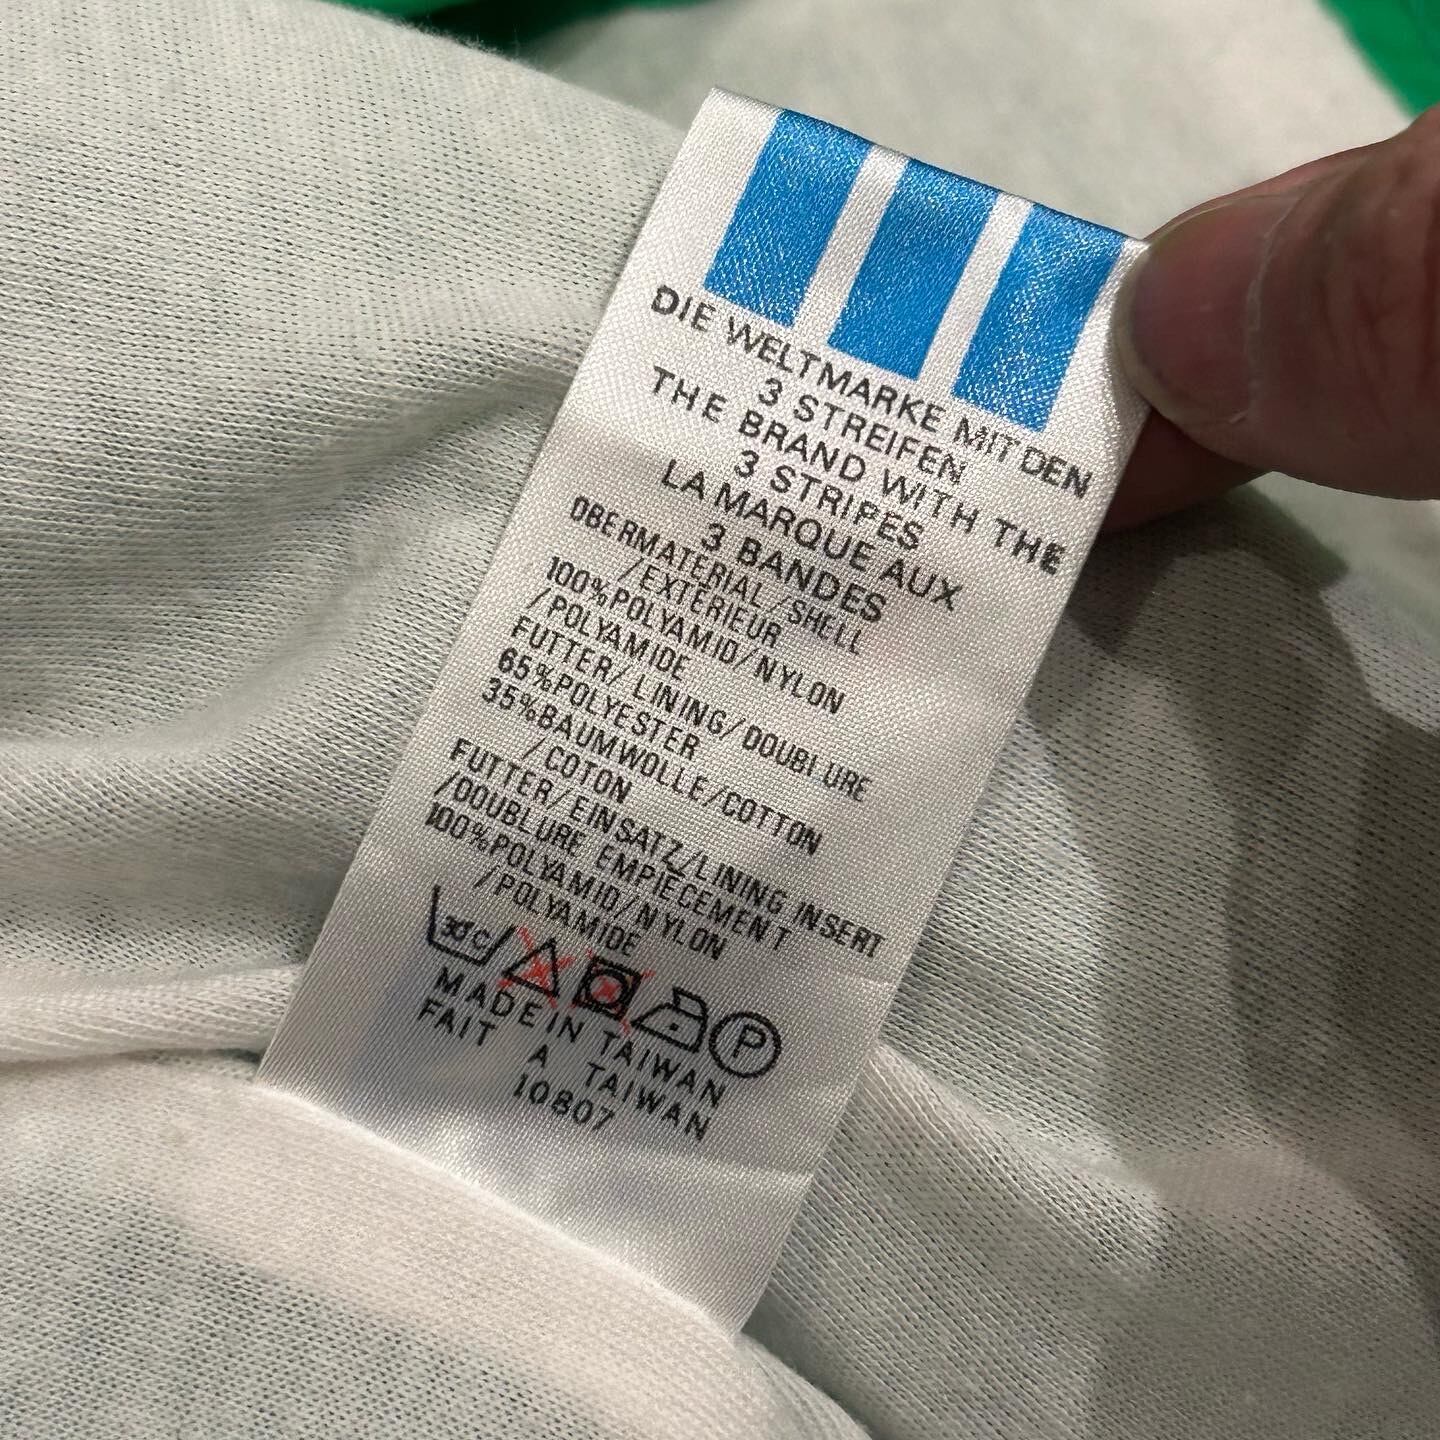 DIE WELTMARKE MIT DEN
3 STREIFEN
THE BRAND WITH THE
3 STRIPES
LA MARQUE AUX
3 BANDES
OBERMATERIAL/SHELL
/EXTERIEUR
100%POLYAMID/NYLON
/POLYAMIDE
FUTTER/LINING/DOUBLURE
65%POLYESTER
35%BAUMWOLLE/COTTON
/COTON
FUTTER/EINSATZ/LINING INSERT
/DOUBLURE EMPIECEMENT
100%POLYAMID/NYLON
/POLYAMIDE
30°C P
MADE IN TAIWAN
FAIT A TAIWAN
10807